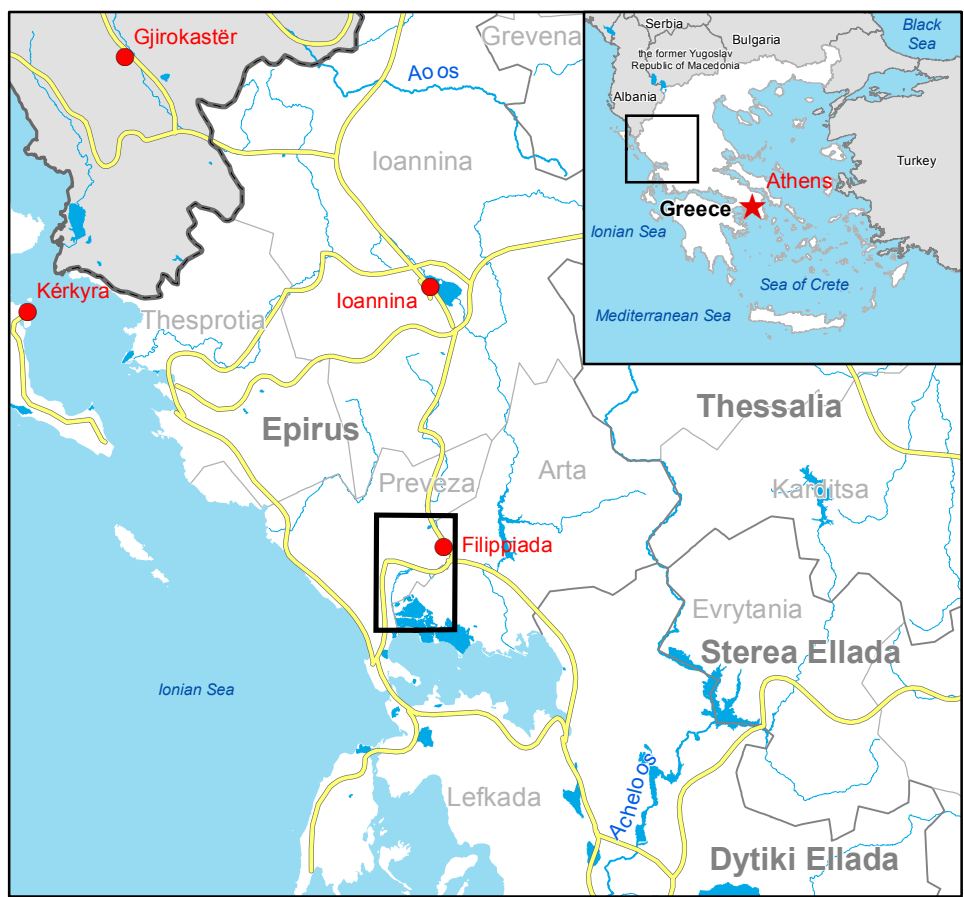 Gjirokastër
Grevena
Aoos
Ioannina
Kérkyra
Thesprotia
Ioannina
Epirus
Preveza
Arta
Thessalia
Karditsa
Filippiada
Evrytania
Sterea Ellada
Ionian Sea
Lefkada
Acheloos
Dytiki Ellada
Serbia
Black
Sea
Bulgaria
the former Yugoslav
Republic of Macedonia
Albania
Turkey
Athens
Greece
Ionian Sea
Sea of Crete
Mediterranean Sea